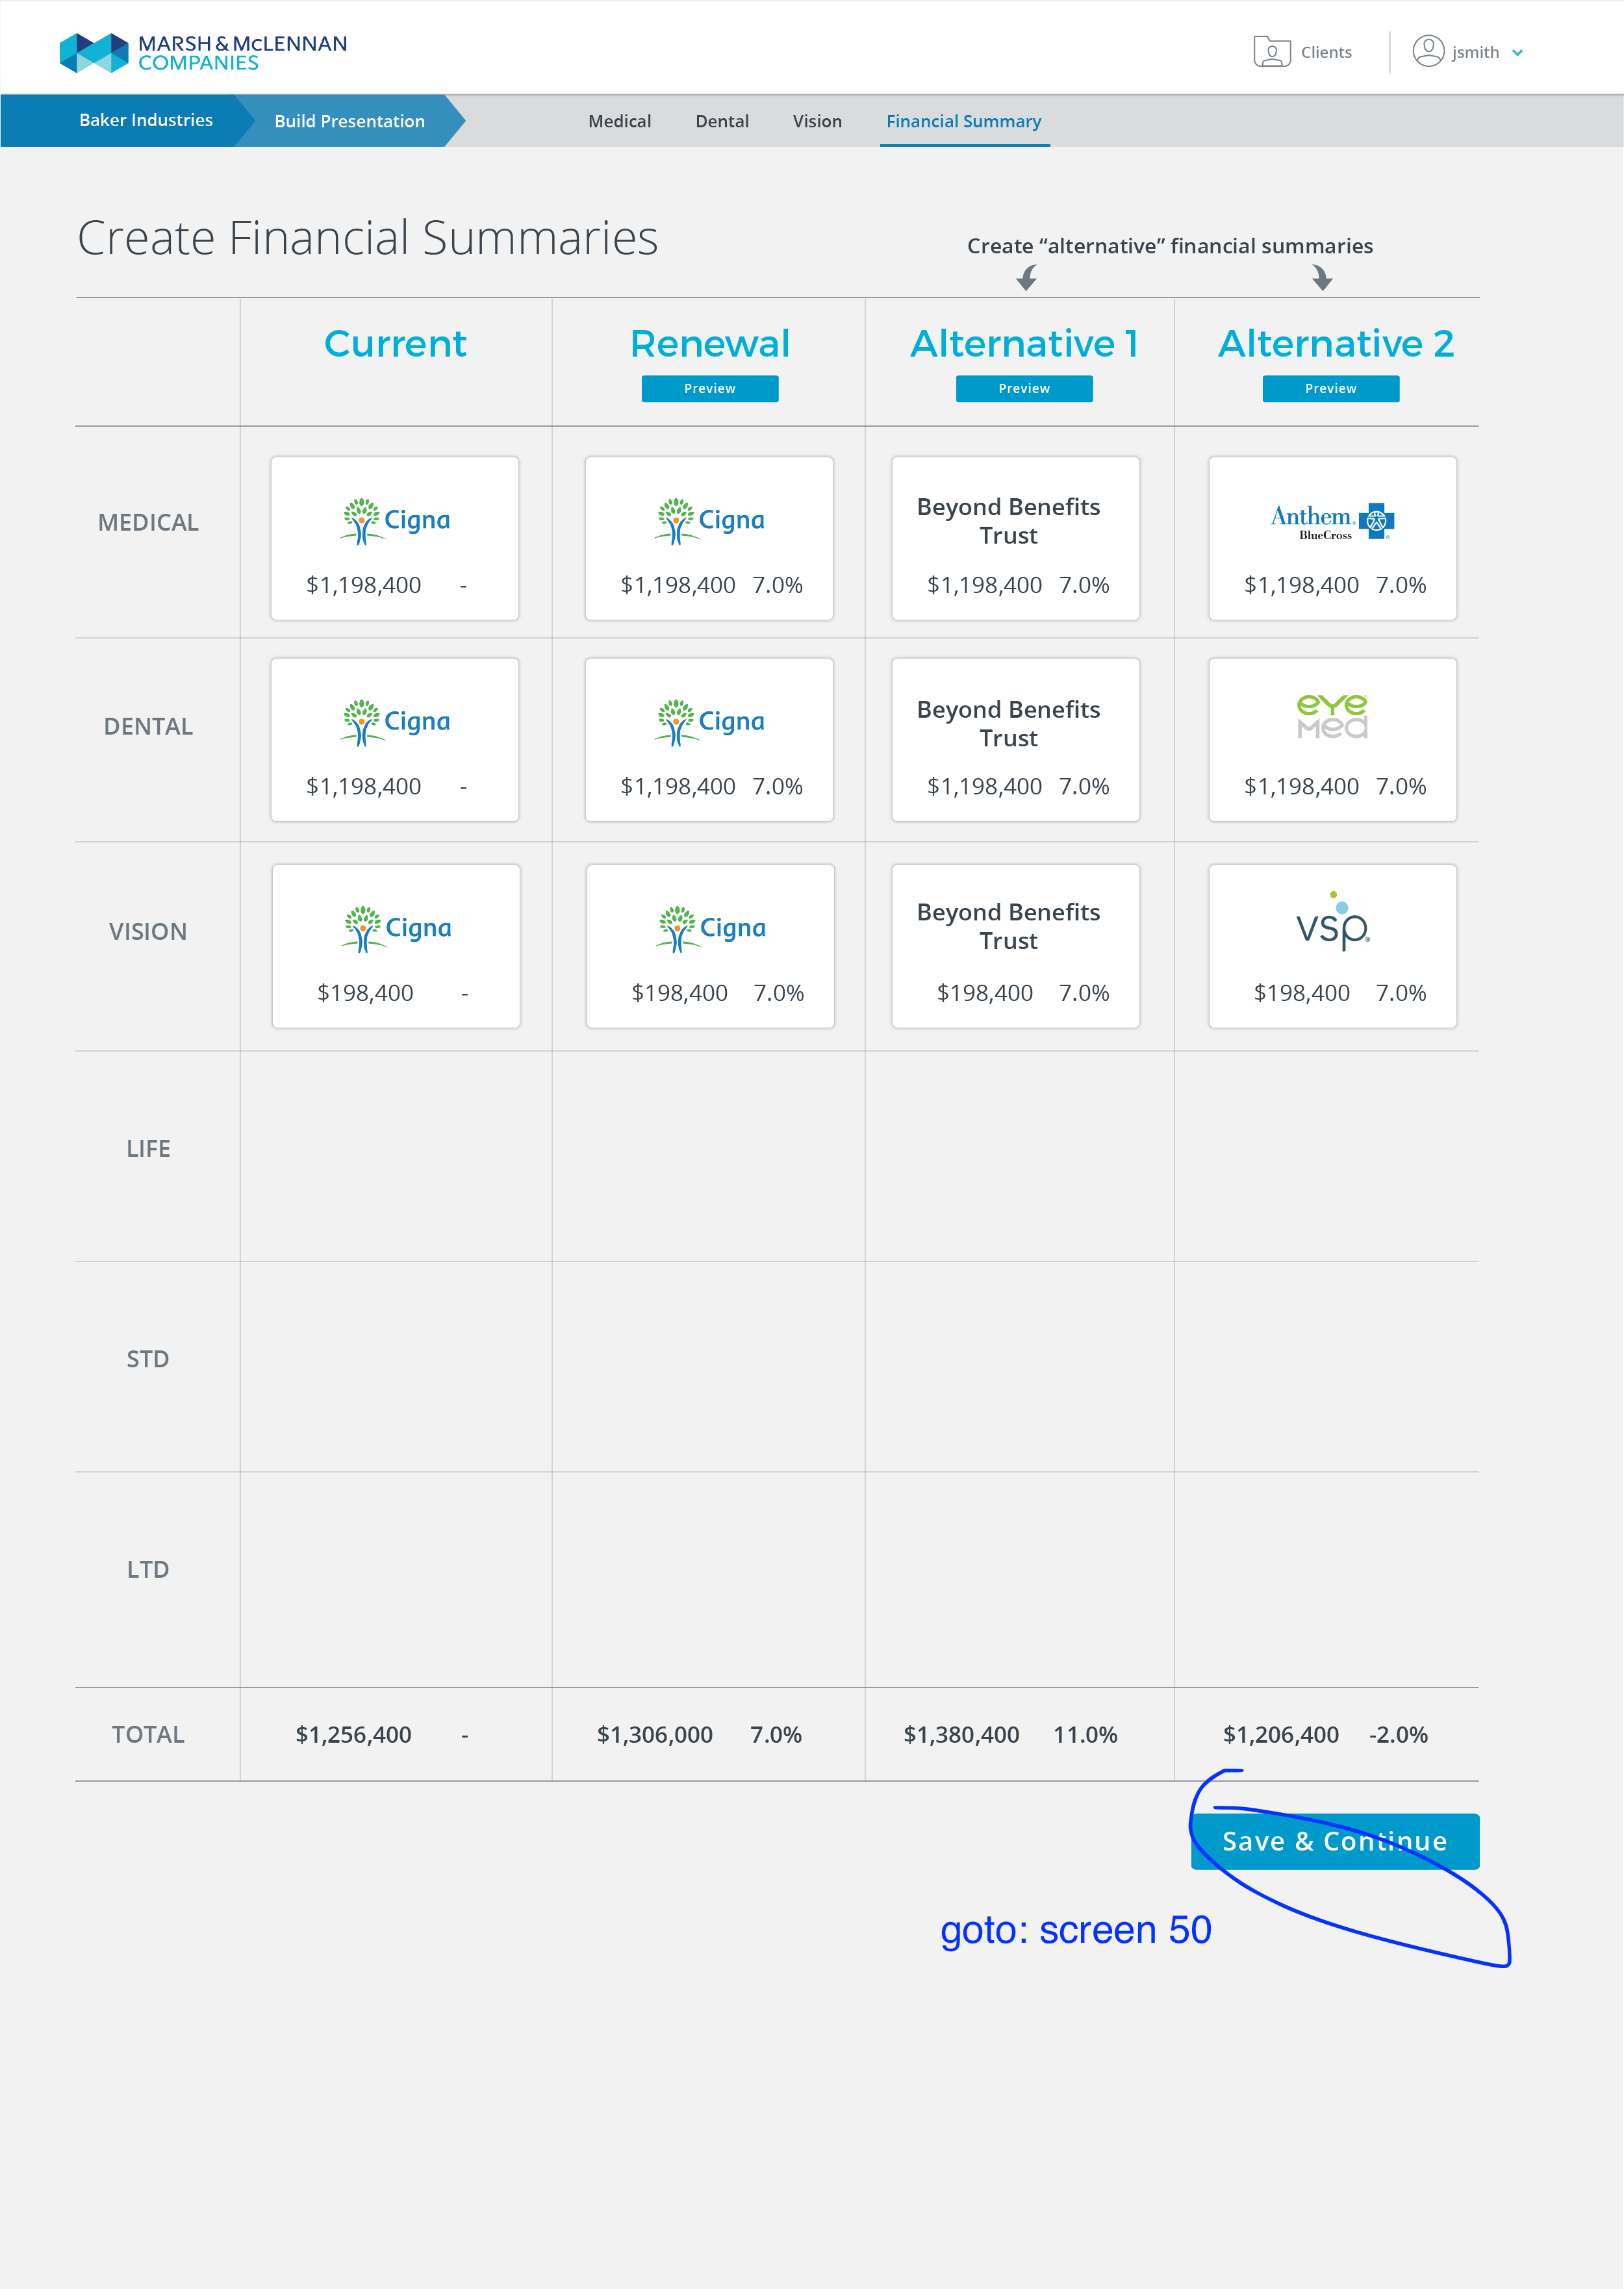 MARSH & McLENNAN
COMPANIES
Clients
jsmith
Baker Industries
Build Presentation
Medical
Dental
Vision
Financial Summary
Create Financial Summaries
Create “alternative” financial summaries
Current
Renewal
Alternative 1
Alternative 2
Preview
Preview
Preview
MEDICAL
Cigna
$1,198,400 -
Cigna
$1,198,400 7.0%
Beyond Benefits
Trust
$1,198,400 7.0%
Anthem®
BlueCross ®
$1,198,400 7.0%
DENTAL
Cigna
$1,198,400 -
Cigna
$1,198,400 7.0%
Beyond Benefits
Trust
$1,198,400 7.0%
eye
Med
$1,198,400 7.0%
VISION
Cigna
$198,400 -
Cigna
$198,400 7.0%
Beyond Benefits
Trust
$198,400 7.0%
vsp®
$198,400 7.0%
LIFE
STD
LTD
TOTAL
$1,256,400 -
$1,306,000 7.0%
$1,380,400 11.0%
$1,206,400 -2.0%
Save & Continue
goto: screen 50